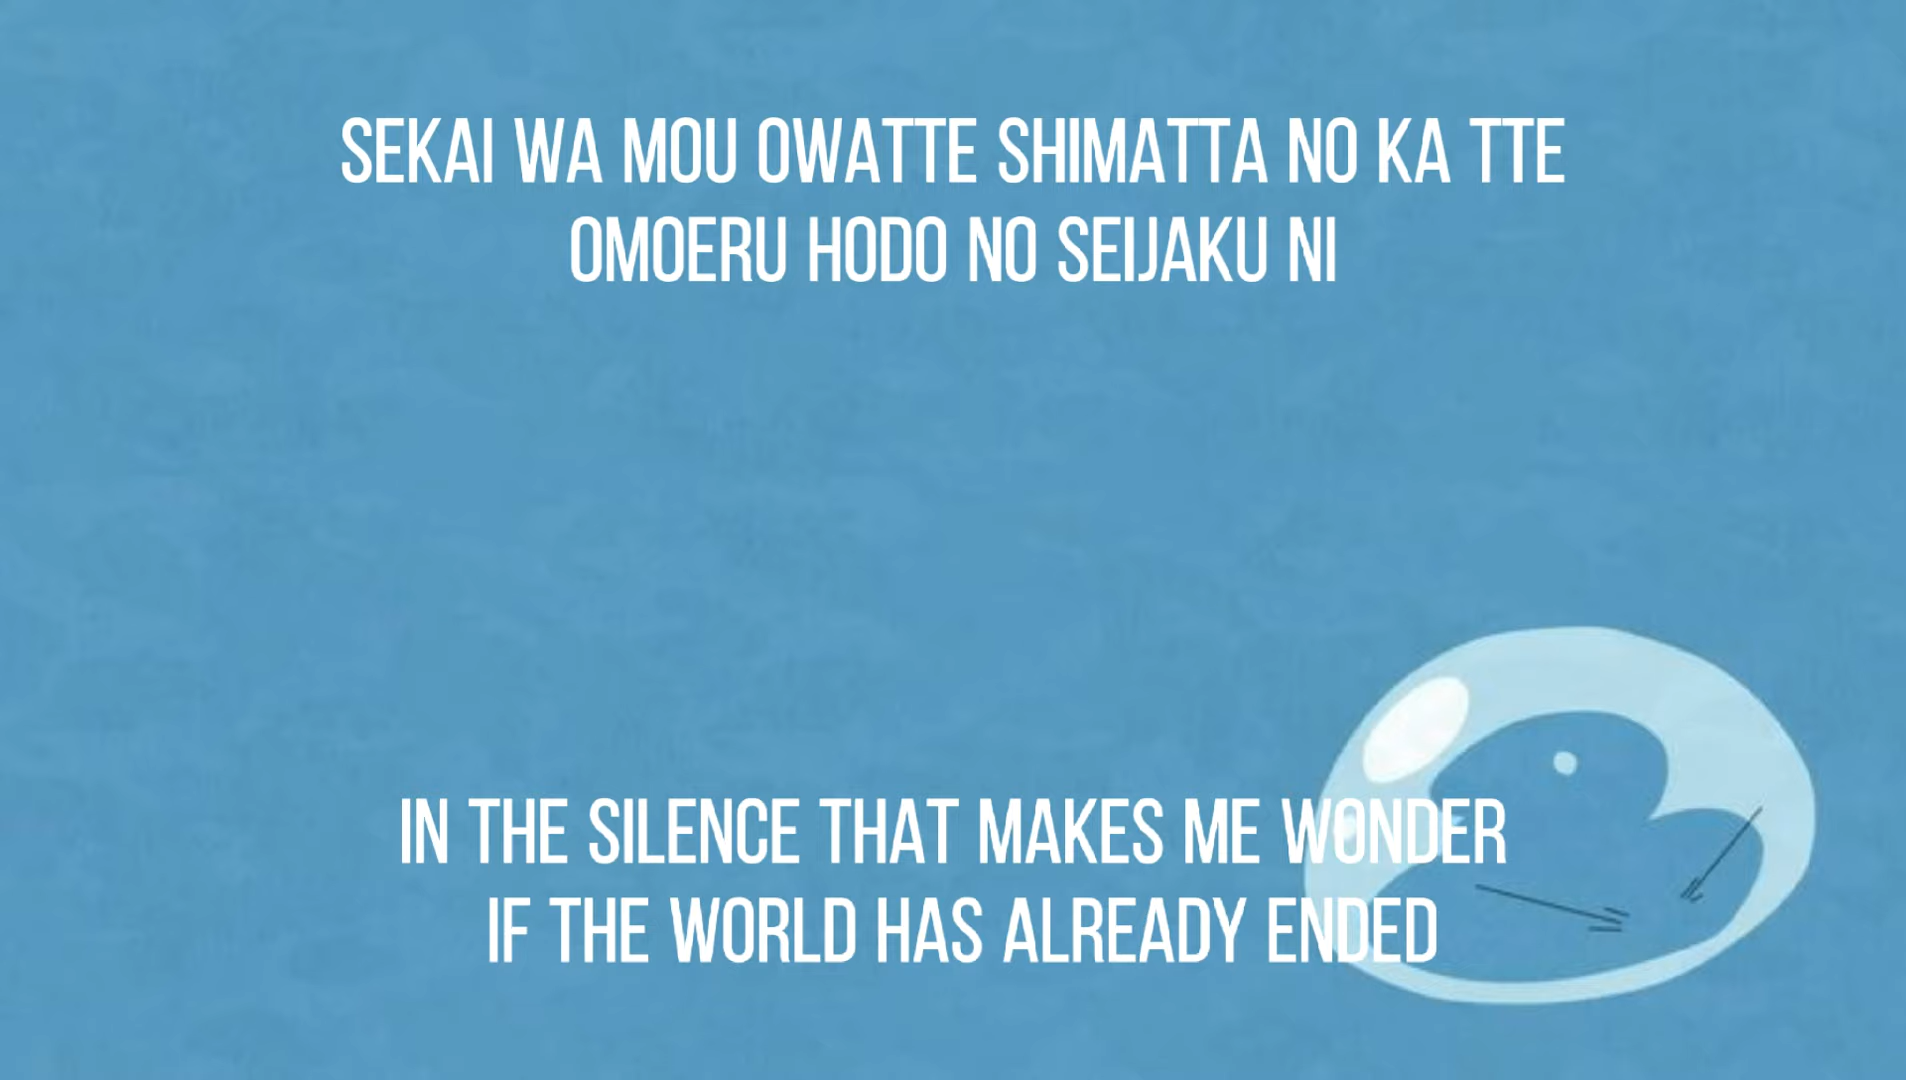 SEKAI WA MOU OWATTE SHIMATTA NO KA TTE
OMOERU HODO NO SEIJAKU NI
IN THE SILENCE THAT MAKES ME WONDER
IF THE WORLD HAS ALREADY ENDED